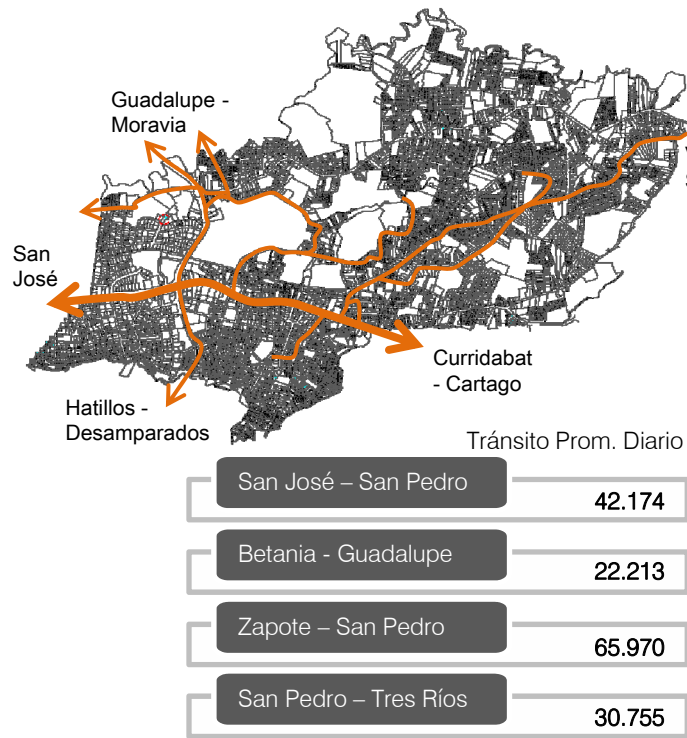 Guadalupe -
Moravia
San
José
Curridabat
- Cartago
Hatillos -
Desamparados
Tránsito Prom. Diario
San José – San Pedro
42.174
Betania - Guadalupe
22.213
Zapote – San Pedro
65.970
San Pedro – Tres Ríos
30.755